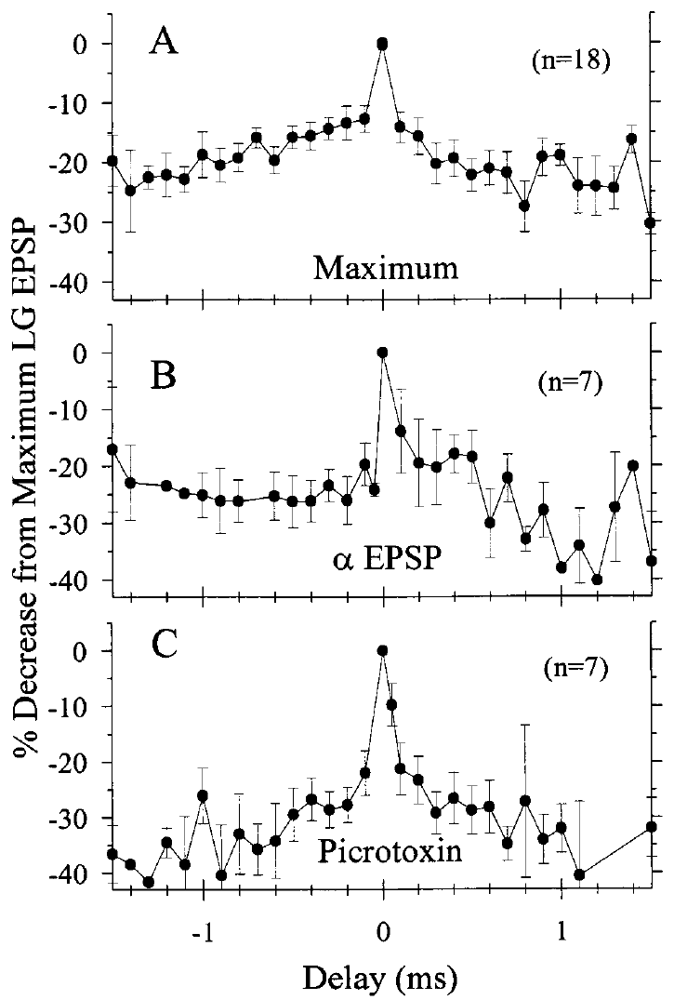 % Decrease from Maximum LG EPSP
A
(n=18)
0
-10
-20
-30
-40
Maximum
B
(n=7)
0
-10
-20
-30
-40
α EPSP
C
(n=7)
0
-10
-20
-30
-40
Picrotoxin
-1
0
1
Delay (ms)